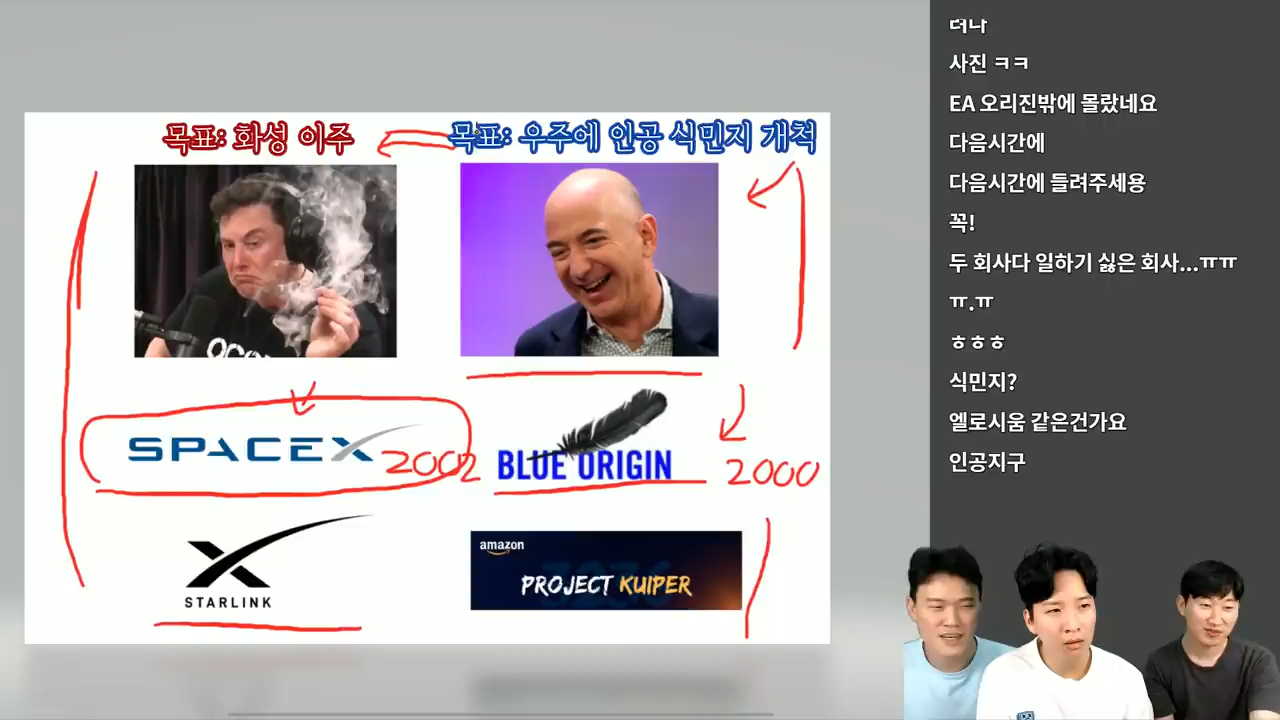 목표: 화성 이주
목표: 우주에 인공 식민지 개척
SPACEX
2002
BLUE ORIGIN
2000
STARLINK
amazon
PROJECT KUIPER
더나
사진 ㅋㅋ
EA 오리진밖에 몰랐네요
다음시간에
다음시간에 들려주세용
꼭!
두 회사다 일하기 싫은 회사...ㅠㅠ
ㅠ.ㅠ
ㅎㅎㅎ
식민지?
엘로시움 같은건가요
인공지구